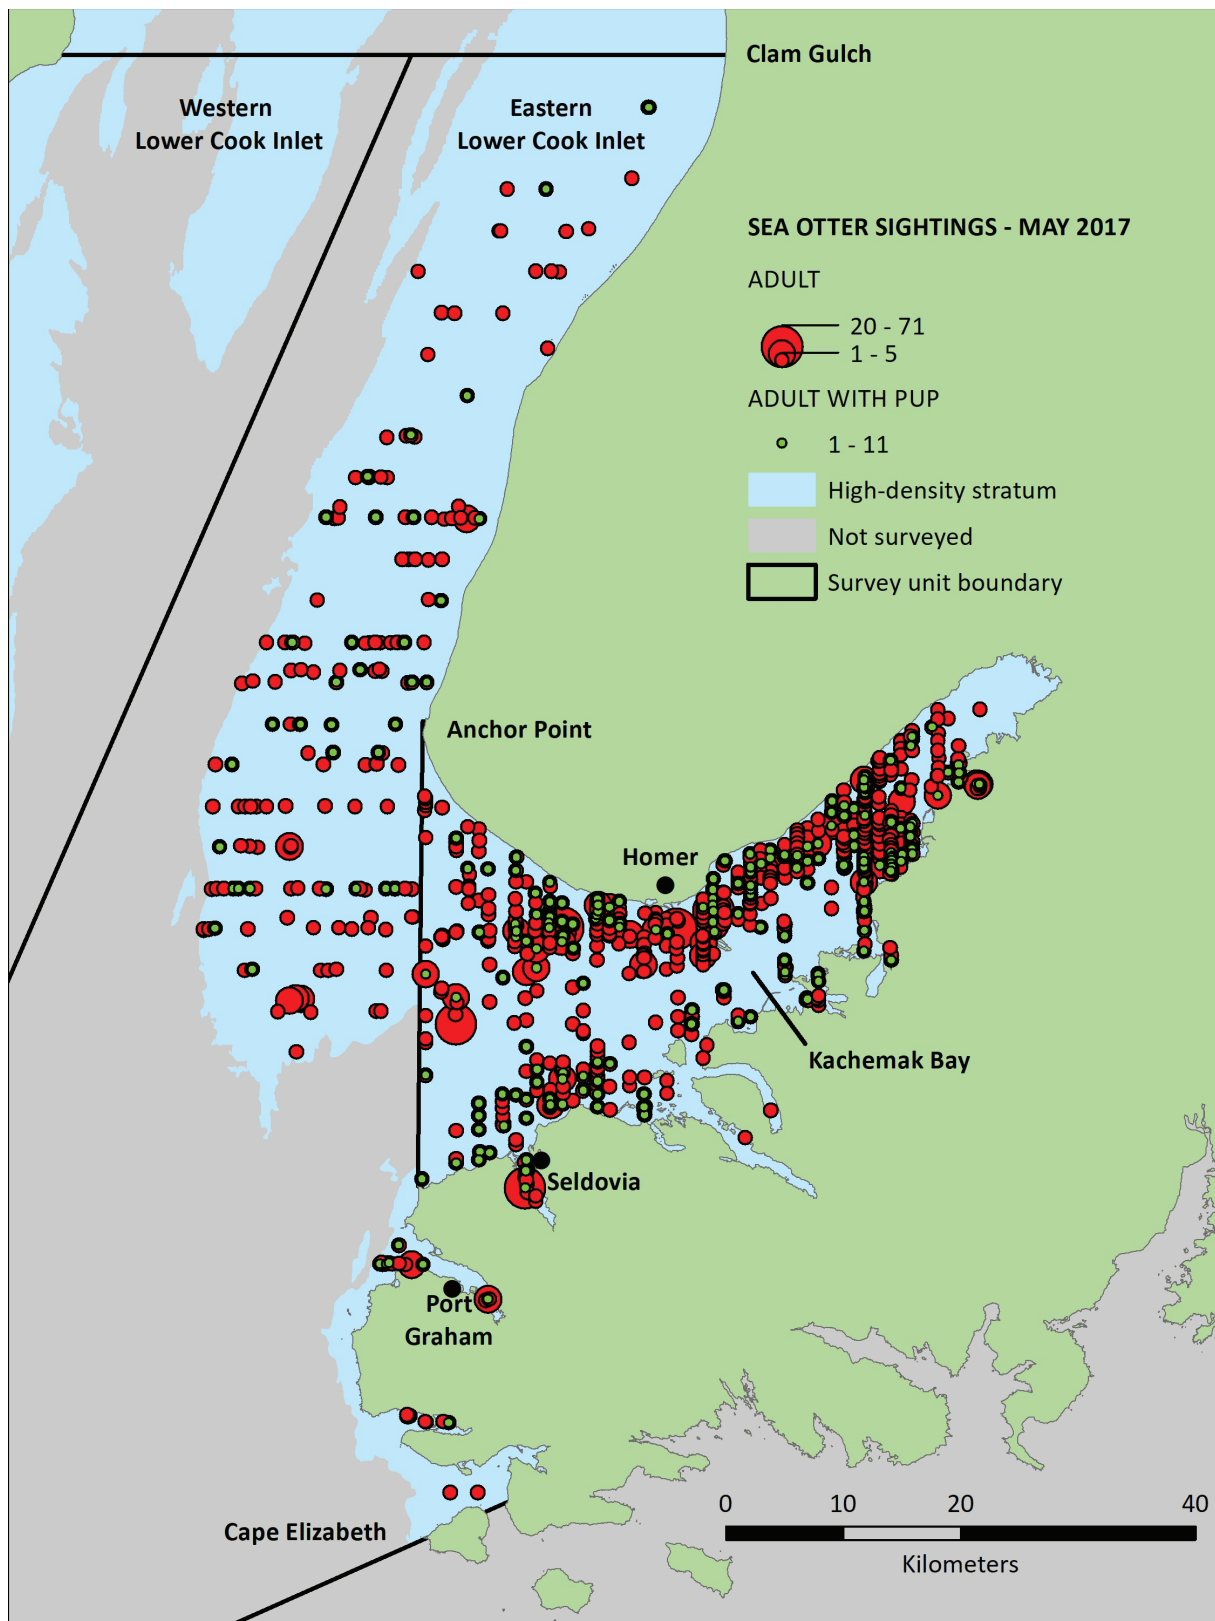 Clam Gulch
Western
Lower Cook Inlet
Eastern
Lower Cook Inlet
SEA OTTER SIGHTINGS - MAY 2017
ADULT
20 - 71
1 - 5
ADULT WITH PUP
1 - 11
High-density stratum
Not surveyed
Survey unit boundary
Anchor Point
Homer
Kachemak Bay
Seldovia
Port
Graham
Cape Elizabeth
0 10 20 40
Kilometers